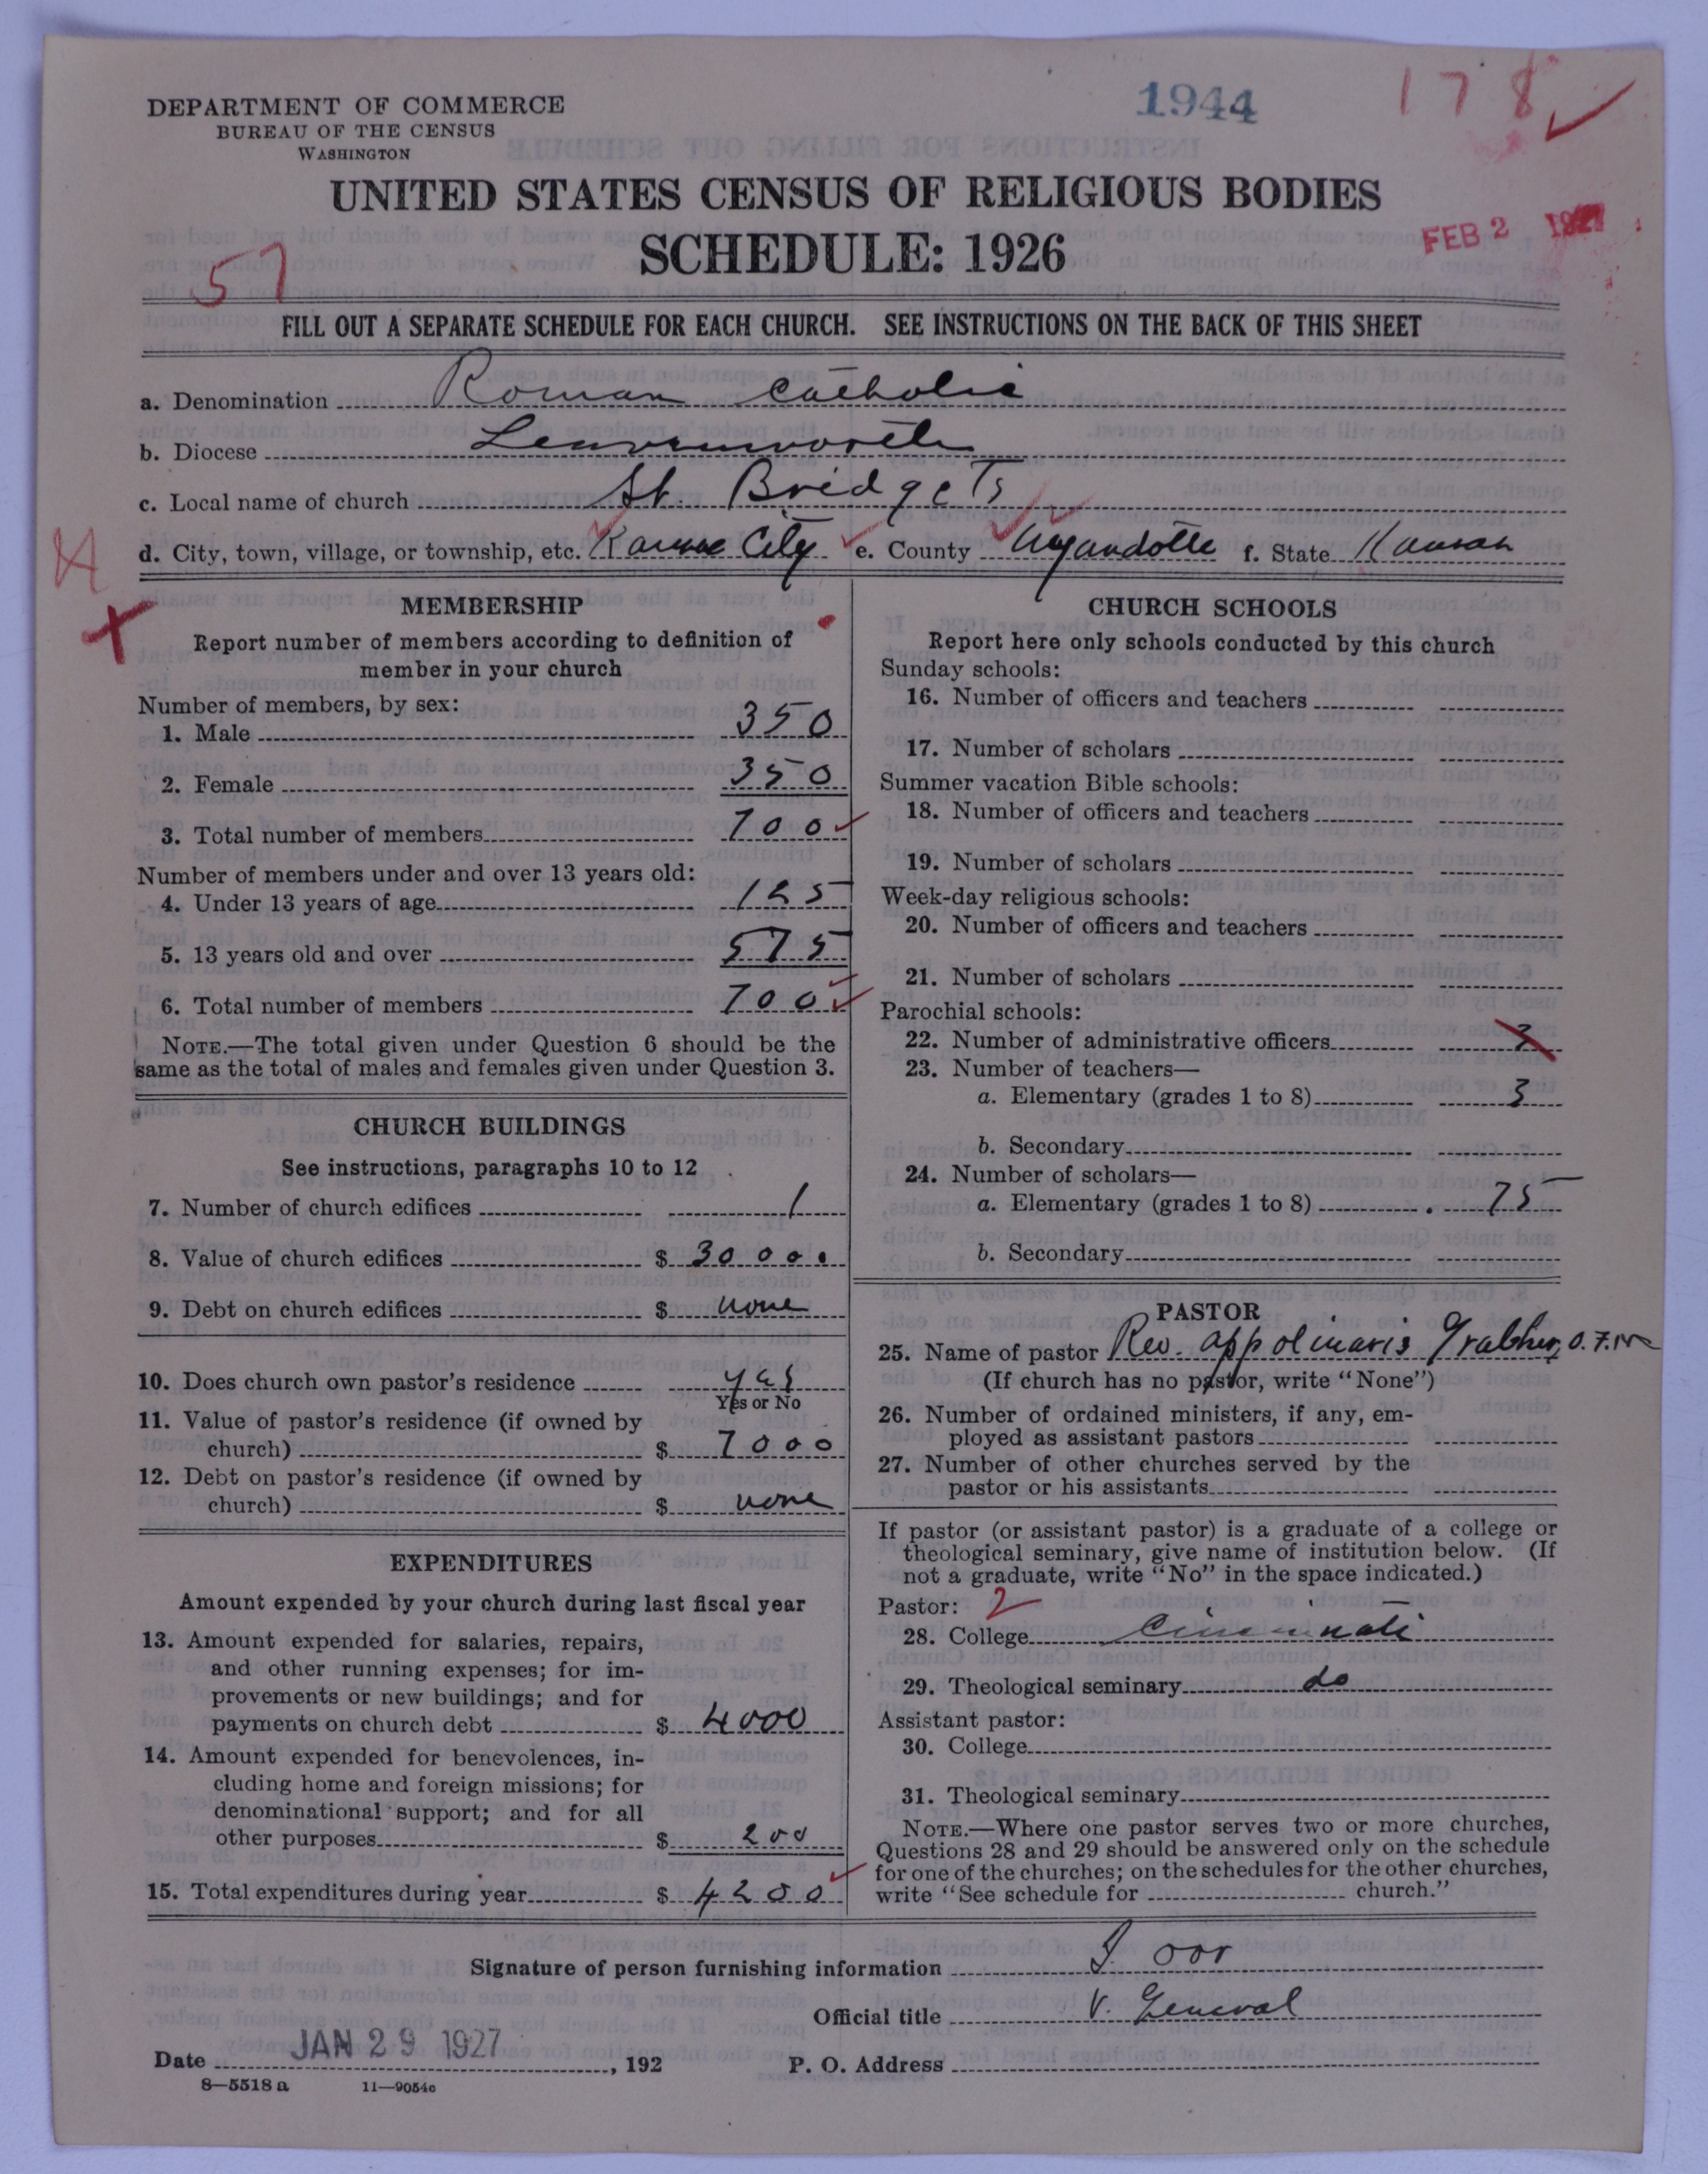 DEPARTMENT OF COMMERCE
BUREAU OF THE CENSUS
WASHINGTON
1944
178
UNITED STATES CENSUS OF RELIGIOUS BODIES
SCHEDULE: 1926
FEB 2 1927
57
FILL OUT A SEPARATE SCHEDULE FOR EACH CHURCH. SEE INSTRUCTIONS ON THE BACK OF THIS SHEET
a. Denomination Roman Catholic
b. Diocese Leavenworth
c. Local name of church St. Bridgets
d. City, town, village, or township, etc. Kansas City e. County Wyandotte f. State Kansas
MEMBERSHIP
Report number of members according to definition of
member in your church
Number of members, by sex:
1. Male 350
2. Female 350
3. Total number of members 700
Number of members under and over 13 years old:
4. Under 13 years of age 125
5. 13 years old and over 575
6. Total number of members 700
NOTE.—The total given under Question 6 should be the
same as the total of males and females given under Question 3.
CHURCH BUILDINGS
See instructions, paragraphs 10 to 12
7. Number of church edifices 1
8. Value of church edifices $ 30000
9. Debt on church edifices $ none
10. Does church own pastor's residence yes
Yes or No
11. Value of pastor's residence (if owned by
church) $ 7000
12. Debt on pastor's residence (if owned by
church) $ none
EXPENDITURES
Amount expended by your church during last fiscal year
13. Amount expended for salaries, repairs,
and other running expenses; for im-
provements or new buildings; and for
payments on church debt $ 4000
14. Amount expended for benevolences, in-
cluding home and foreign missions; for
denominational support; and for all
other purposes $ 200
15. Total expenditures during year $ 4200
CHURCH SCHOOLS
Report here only schools conducted by this church
Sunday schools:
16. Number of officers and teachers
17. Number of scholars
Summer vacation Bible schools:
18. Number of officers and teachers
19. Number of scholars
Week-day religious schools:
20. Number of officers and teachers
21. Number of scholars
Parochial schools:
22. Number of administrative officers 3
23. Number of teachers—
a. Elementary (grades 1 to 8) 3
b. Secondary
24. Number of scholars—
a. Elementary (grades 1 to 8) 75
b. Secondary
PASTOR
25. Name of pastor Rev. Appolinaris O.F.M
(If church has no pastor, write "None")
26. Number of ordained ministers, if any, em-
ployed as assistant pastors
27. Number of other churches served by the
pastor or his assistants
If pastor (or assistant pastor) is a graduate of a college or
theological seminary, give name of institution below. (If
not a graduate, write "No" in the space indicated.)
Pastor: 2
28. College Cincinnati
29. Theological seminary do
Assistant pastor:
30. College
31. Theological seminary
NOTE.—Where one pastor serves two or more churches,
Questions 28 and 29 should be answered only on the schedule
for one of the churches; on the schedules for the other churches,
write "See schedule for church."
Signature of person furnishing information
Official title V. General
Date JAN 29 1927, 192 P. O. Address
8—5518 a 11—9054c